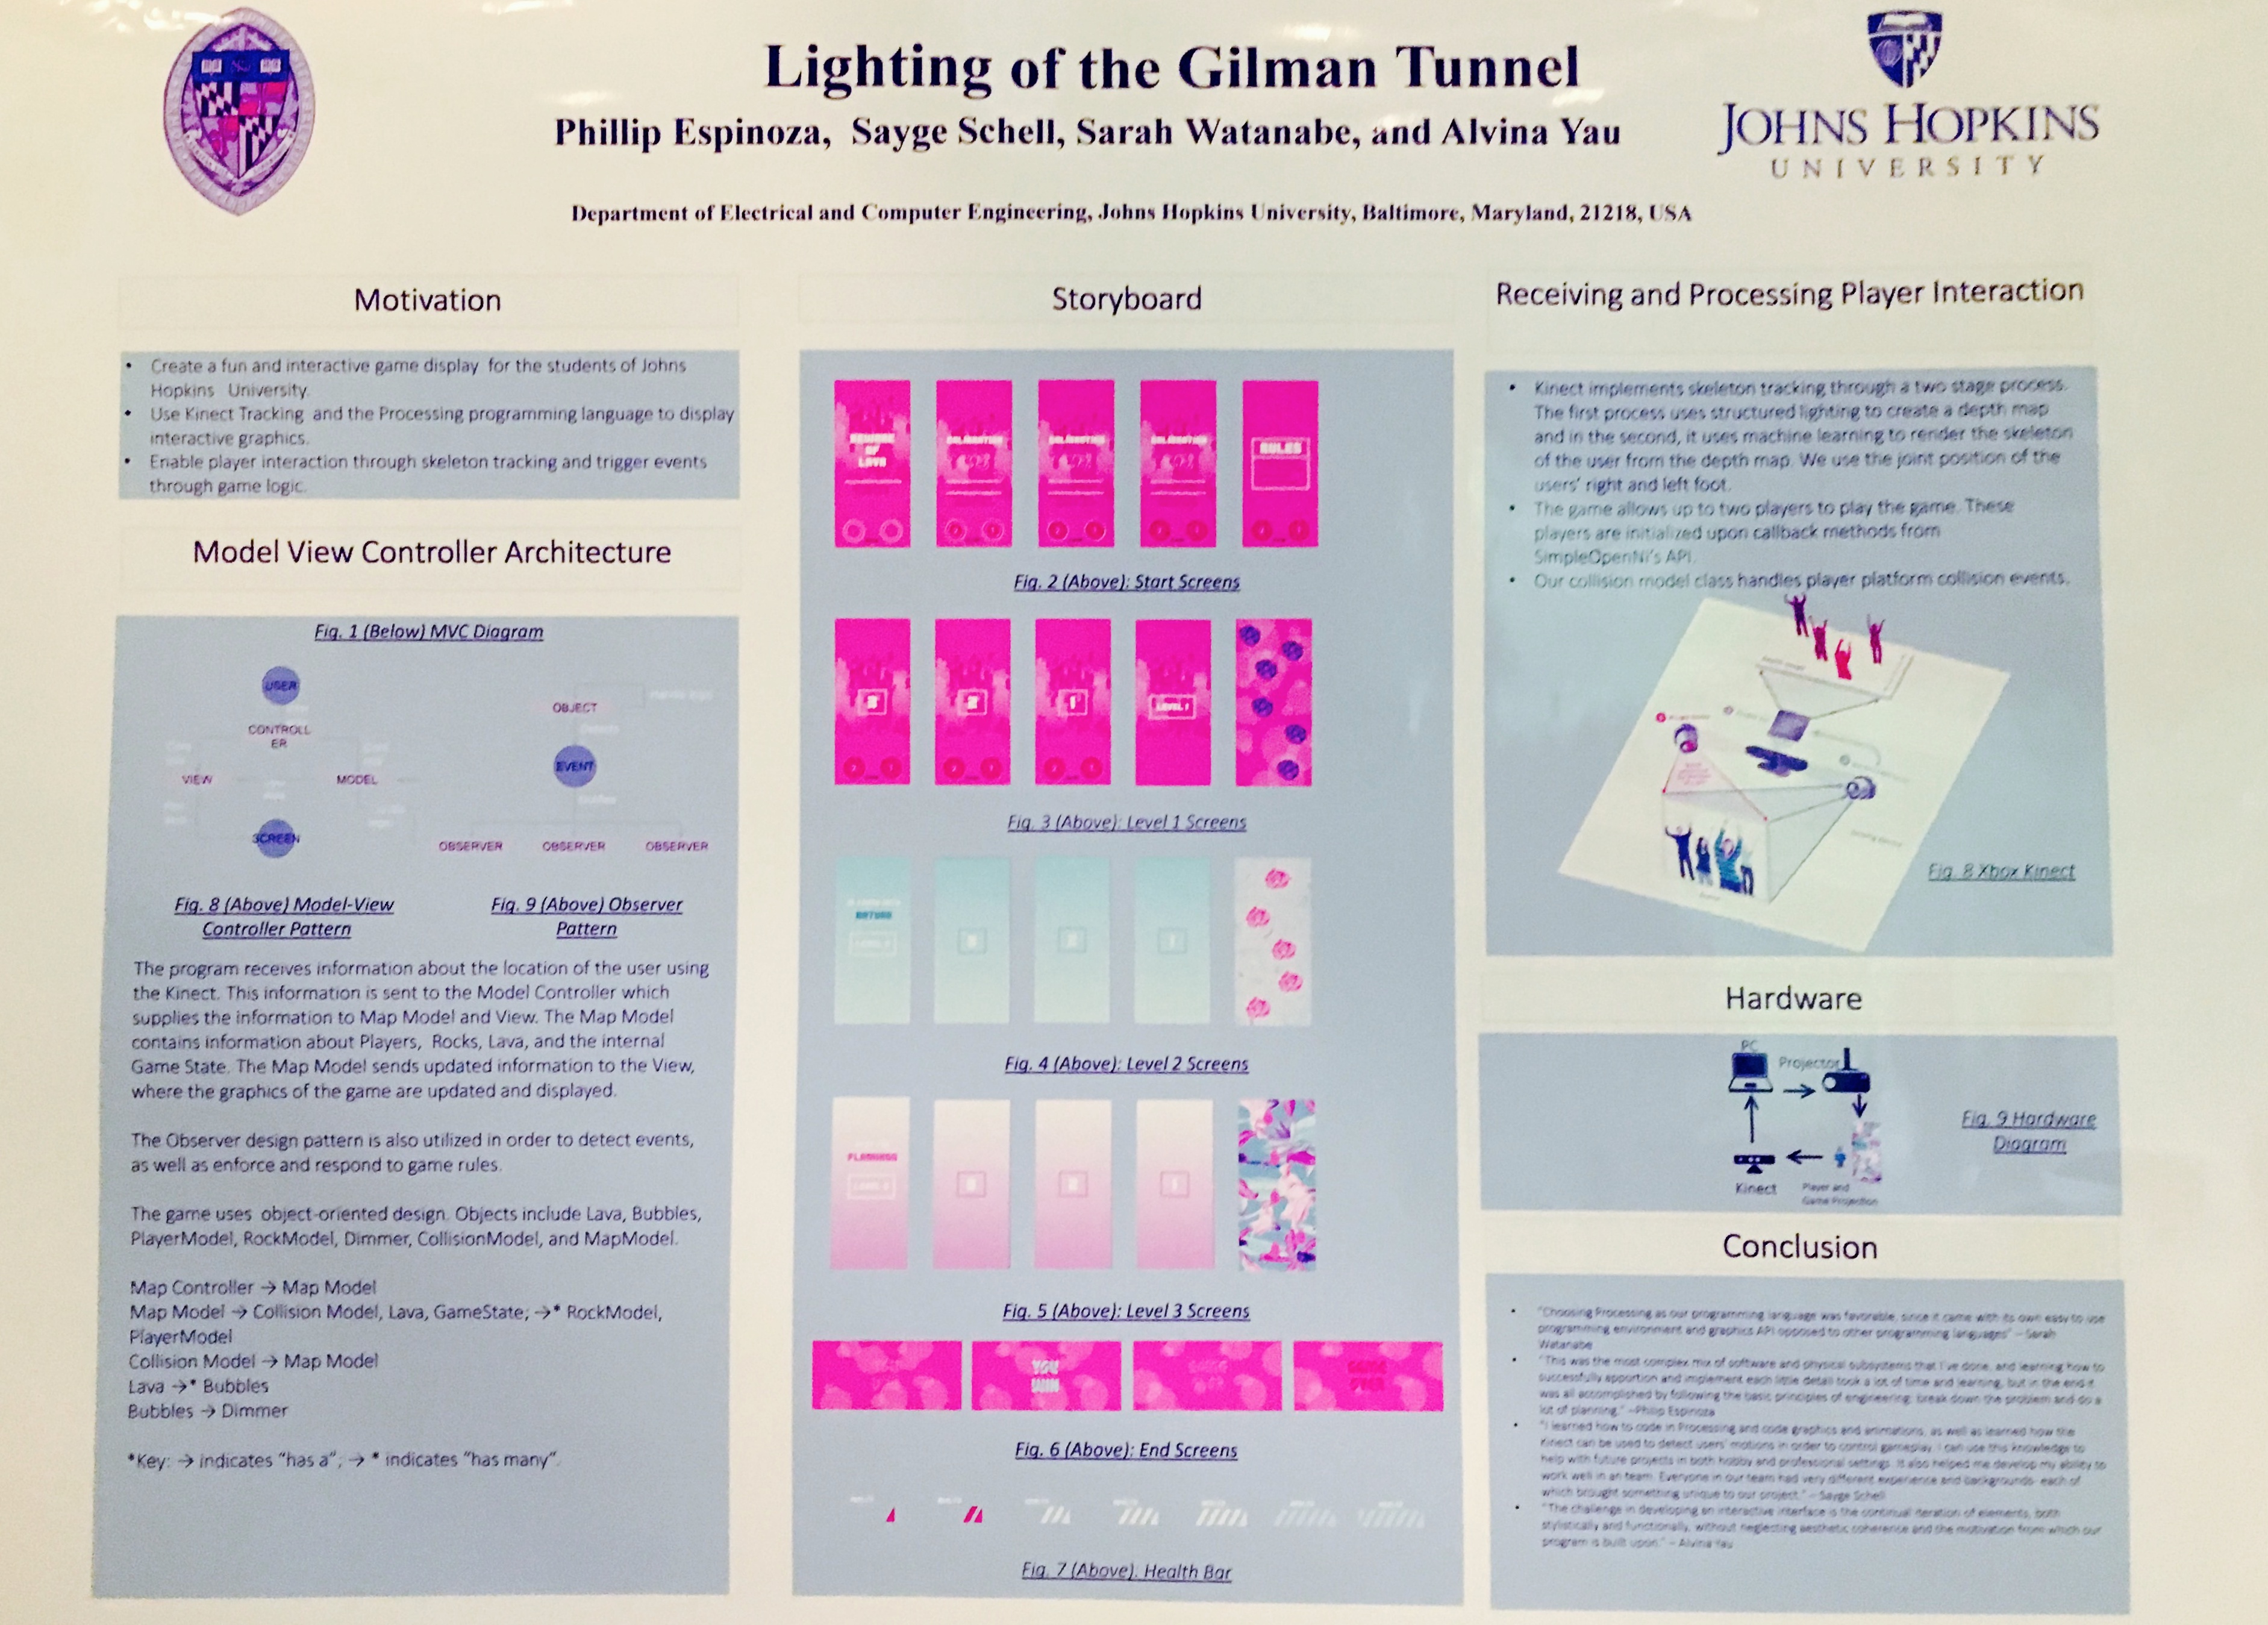 Lighting of the Gilman Tunnel
Phillip Espinoza, Sayge Schell, Sarah Watanabe, and Alvina Yau
Department of Electrical and Computer Engineering, Johns Hopkins University, Baltimore, Maryland, 21218, USA
JOHNS HOPKINS
UNIVERSITY
Motivation
• Create a fun and interactive game display for the students of Johns
Hopkins University.
• Use Kinect Tracking and the Processing programming language to display
interactive graphics.
• Enable player interaction through skeleton tracking and trigger events
through game logic.
Model View Controller Architecture
Fig. 1 (Below) MVC Diagram
USER
CONTROLL
ER
VIEW
MODEL
SCREEN
OBJECT
EVENT
OBSERVER OBSERVER OBSERVER
Fig. 8 (Above) Model-View
Controller Pattern
Fig. 9 (Above) Observer
Pattern
The program receives information about the location of the user using
the Kinect. This information is sent to the Model Controller which
supplies the information to Map Model and View. The Map Model
contains information about Players, Rocks, Lava, and the internal
Game State. The Map Model sends updated information to the View,
where the graphics of the game are updated and displayed.
The Observer design pattern is also utilized in order to detect events,
as well as enforce and respond to game rules.
The game uses object-oriented design. Objects include Lava, Bubbles,
PlayerModel, RockModel, Dimmer, CollisionModel, and MapModel.
Map Controller → Map Model
Map Model → Collision Model, Lava, GameState; →* RockModel,
PlayerModel
Collision Model → Map Model
Lava →* Bubbles
Bubbles → Dimmer
*Key: → indicates "has a"; → * indicates "has many".
Storyboard
BEWARE
OF
LAVA
RULES
Fig. 2 (Above): Start Screens
3
2
1
LEVEL 1
Fig. 3 (Above): Level 1 Screens
3
2
1
Fig. 4 (Above): Level 2 Screens
FLAMINGO
3
2
1
Fig. 5 (Above): Level 3 Screens
YOU
WIN
GAME
OVER
Fig. 6 (Above): End Screens
Fig. 7 (Above): Health Bar
Receiving and Processing Player Interaction
• Kinect implements skeleton tracking through a two stage process.
The first process uses structured lighting to create a depth map
and in the second, it uses machine learning to render the skeleton
of the user from the depth map. We use the joint position of the
users' right and left foot.
• The game allows up to two players to play the game. These
players are initialized upon callback methods from
SimpleOpenNi's API.
• Our collision model class handles player platform collision events.
Fig. 8 Xbox Kinect
Hardware
PC
Projector
Kinect
Player and
Game Projection
Fig. 9 Hardware
Diagram
Conclusion
• "Choosing Processing as our programming language was favorable, since it came with its own easy to use
programming environment and graphics API opposed to other programming languages" – Sarah
Watanabe
• "This was the most complex mix of software and physical subsystems that I've done, and learning how to
successfully apportion and implement each little detail took a lot of time and learning, but in the end it
was all accomplished by following the basic principles of engineering: break down the problem and do a
lot of planning." –Philip Espinoza
• "I learned how to code in Processing and code graphics and animations, as well as learned how the
Kinect can be used to detect users' motions in order to control gameplay. I can use this knowledge to
help with future projects in both hobby and professional settings. It also helped me develop my ability to
work well in an team. Everyone in our team had very different experience and backgrounds- each of
which brought something unique to our project." – Sayge Schell
• "The challenge in developing an interactive interface is the continual iteration of elements, both
stylistically and functionally, without neglecting aesthetic coherence and the motivation from which our
program is built upon." – Alvina Yau